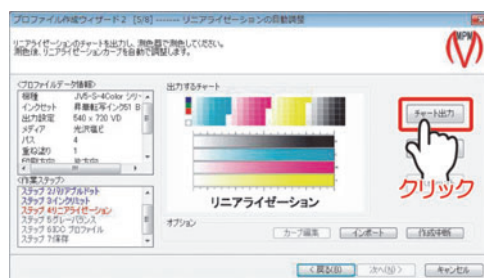 プロファイル作成ウィザード2 [5/8] -------- リニアライゼーションの自動調整
リニアライゼーションのチャートを出力し、測色器で測色してください。
測色後、リニアライゼーションカーブを自動で調整します。
MPM
<プロファイルデータ情報>
機種 JV5-S-4Color シリ-
インクセット 昇華転写インクS1 B
出力設定 540 x 720 VD
メディア 光沢塩ビ
パス 4
重ね塗り 1
印刷方向
<作業ステップ>
ステップ 2リアプルドット
ステップ 3インクリミット
ステップ 4リニアライゼーション
ステップ 5グレーバランス
ステップ 6ICC プロファイル
ステップ 7保存
出力するチャート
リニアライゼーション
オプション
チャート出力
クリック
カーブ編集
インポート
作成中断
< 戻る(B)
次へ(N) >
キャンセル